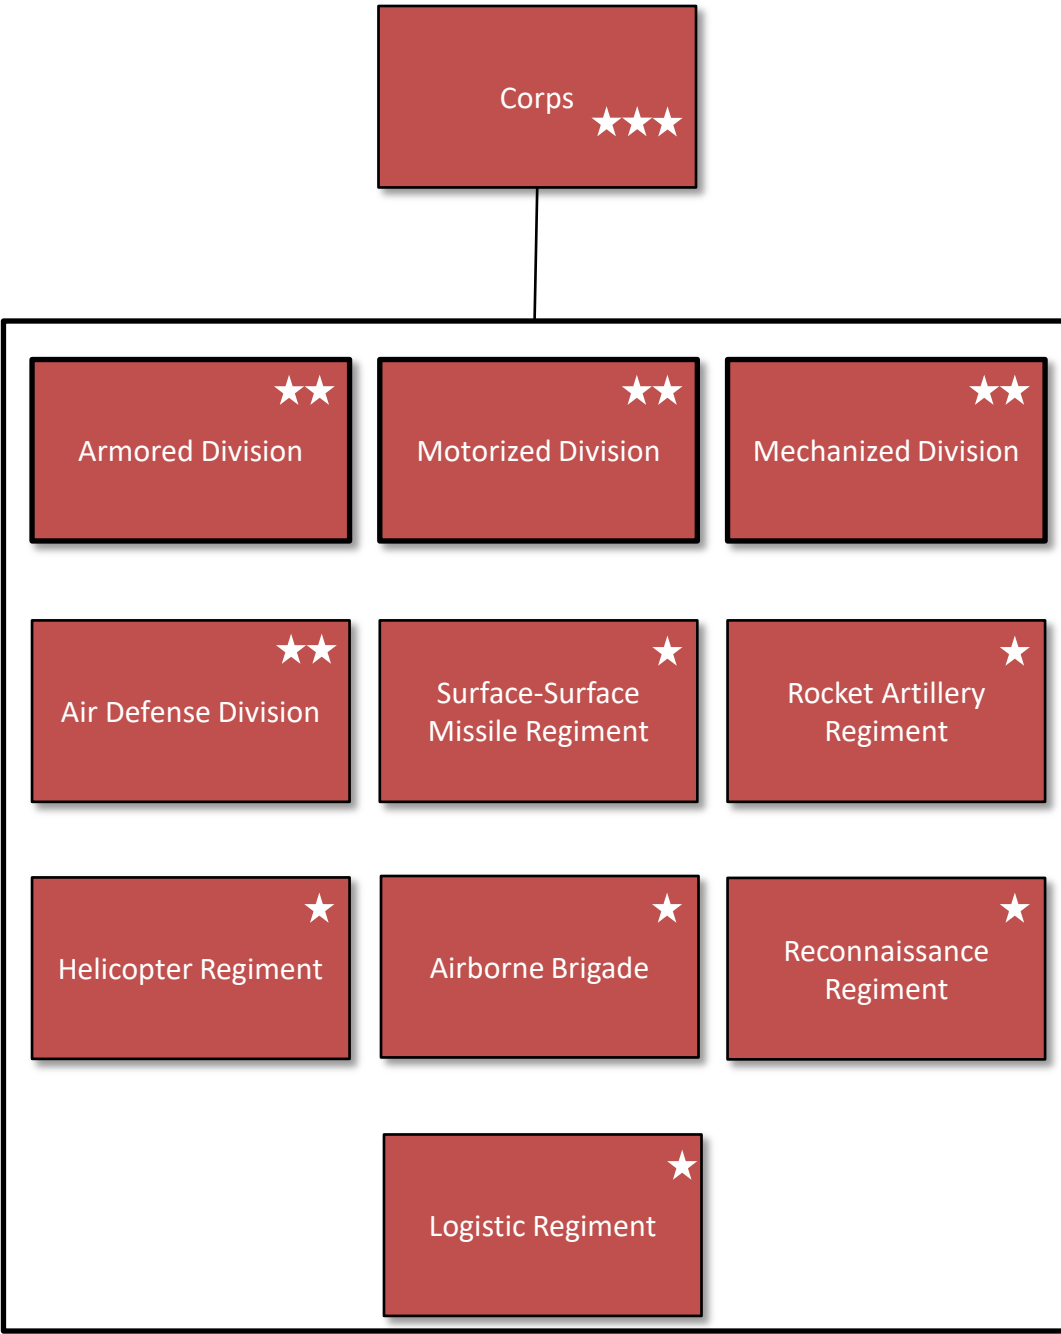 Corps
Armored Division
Motorized Division
Mechanized Division
Air Defense Division
Surface-Surface
Missile Regiment
Rocket Artillery
Regiment
Helicopter Regiment
Airborne Brigade
Reconnaissance
Regiment
Logistic Regiment